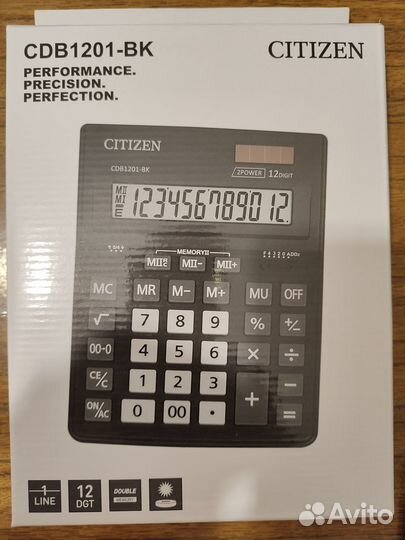 CDB1201-BK CITIZEN
PERFORMANCE.
PRECISION.
PERFECTION.
CITIZEN
CDB1201-BK 2POWER 12DIGIT
MII
MI
E
123456789012.
MEMORYII
MII− MII+
MC MR M− M+ MU OFF
√ 7 8 9 % +/−
00→0 4 5 6 × ÷
CE/C 1 2 3 + −
ON/AC 0 00 • =
1 LINE
12 DGT
DOUBLE
MEMORY
Avito